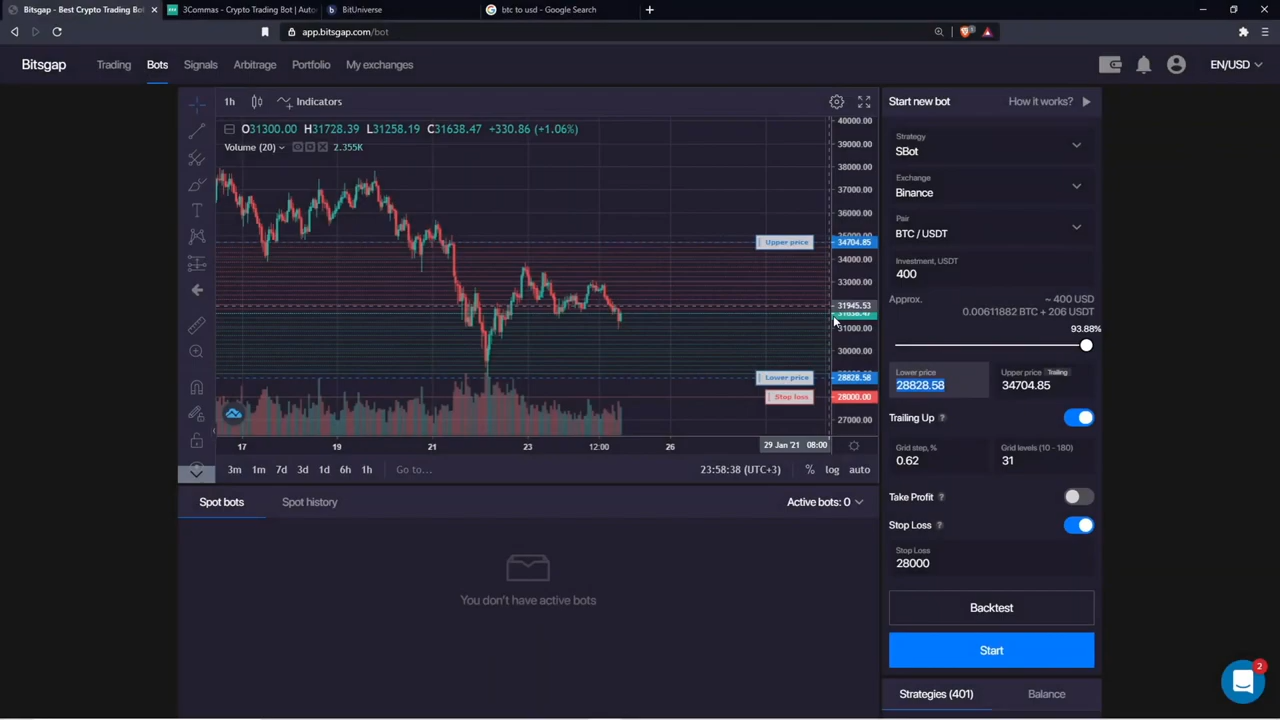 Bitsgap - Best Crypto Trading Bot
3Commas - Crypto Trading Bot | Auto
BitUniverse
btc to usd - Google Search
app.bitsgap.com/bot
Bitsgap
Trading
Bots
Signals
Arbitrage
Portfolio
My exchanges
EN/USD
1h
Indicators
O31300.00 H31728.39 L31258.19 C31638.47 +330.86 (+1.06%)
Volume (20)
2.355K
40000.00
39000.00
38000.00
37000.00
36000.00
35000.00
Upper price
34704.85
34000.00
33000.00
31945.53
31638.47
31000.00
30000.00
Lower price
28828.58
Stop loss
28000.00
27000.00
17
19
21
23
12:00
26
29 Jan '21 08:00
3m
1m
7d
3d
1d
6h
1h
Go to...
23:58:38 (UTC+3)
%
log
auto
Spot bots
Spot history
Active bots: 0
You don't have active bots
Start new bot
How it works?
Strategy
SBot
Exchange
Binance
Pair
BTC / USDT
Investment, USDT
400
Approx.
~ 400 USD
0.00611882 BTC + 206 USDT
93.88%
Lower price
28828.58
Upper price Trailing
34704.85
Trailing Up ?
Grid step, %
0.62
Grid levels (10 - 180)
31
Take Profit ?
Stop Loss ?
Stop Loss
28000
Backtest
Start
Strategies (401)
Balance
2